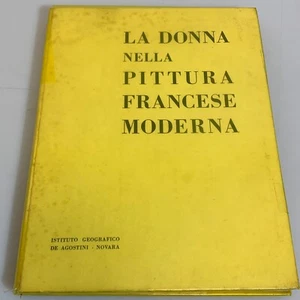 LA DONNA
NELLA
PITTURA
FRANCESE
MODERNA
ISTITUTO GEOGRAFICO
DE AGOSTINI - NOVARA